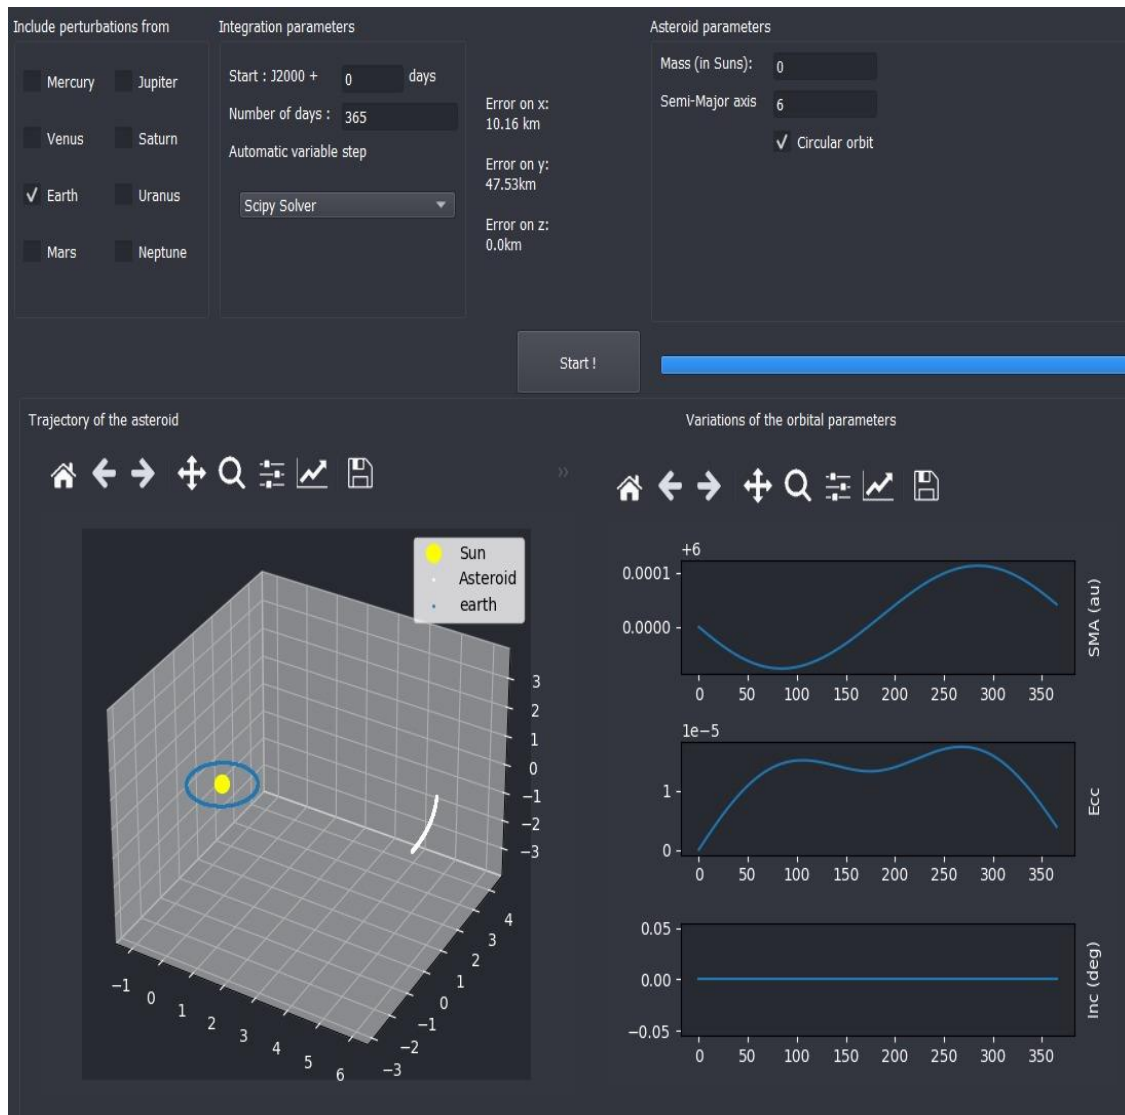 Include perturbations from
Mercury Jupiter
Venus Saturn
Earth Uranus
Mars Neptune
Integration parameters
Start : J2000 + 0 days
Number of days : 365
Automatic variable step
Scipy Solver
Error on x:
10.16 km
Error on y:
47.53km
Error on z:
0.0km
Asteroid parameters
Mass (in Suns): 0
Semi-Major axis 6
Circular orbit
Start !
Trajectory of the asteroid
Sun
Asteroid
earth
3
2
1
0
−1
−2
−3
4
3
2
1
0
−1
−2
−3
−1 0 1 2 3 4 5 6
Variations of the orbital parameters
+6
0.0001
0.0000
0 50 100 150 200 250 300 350
SMA (au)
1e−5
1
0
0 50 100 150 200 250 300 350
Ecc
0.05
0.00
−0.05
0 50 100 150 200 250 300 350
Inc (deg)